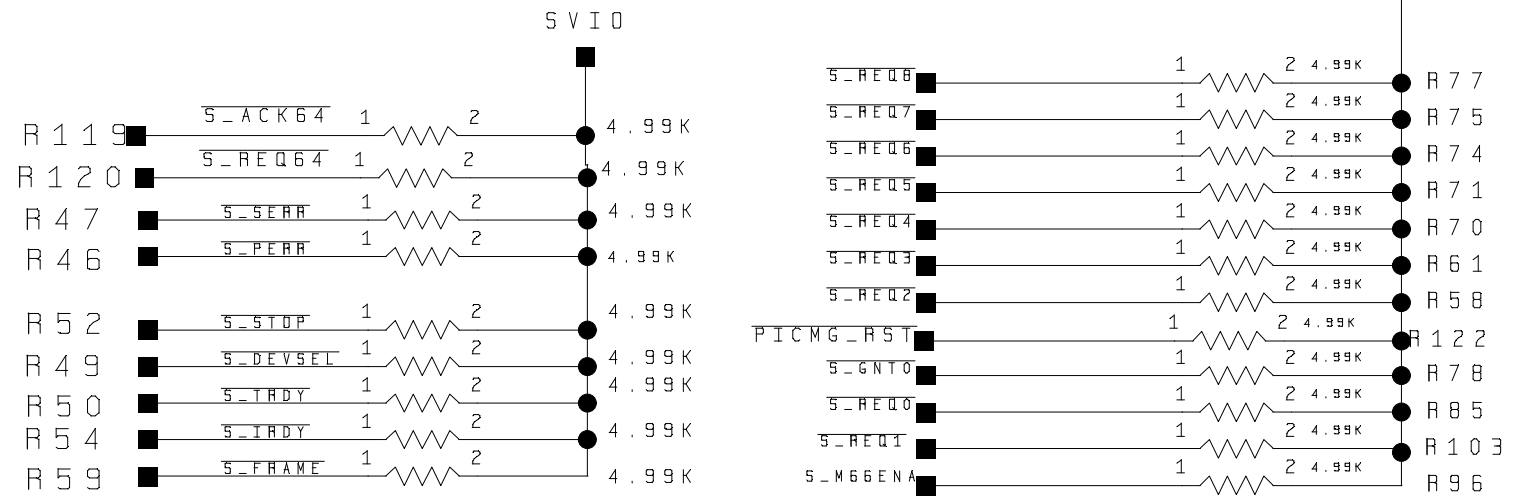 SVIO
R119 S_ACK64 1 2 4.99K
R120 S_REQ64 1 2 4.99K
R47 S_SERR 1 2 4.99K
R46 S_PERR 1 2 4.99K
R52 S_STOP 1 2 4.99K
R49 S_DEVSEL 1 2 4.99K
R50 S_TRDY 1 2 4.99K
R54 S_IRDY 1 2 4.99K
R59 S_FRAME 1 2 4.99K
S_REQ8 1 2 4.99K R77
S_REQ7 1 2 4.99K R75
S_REQ6 1 2 4.99K R74
S_REQ5 1 2 4.99K R71
S_REQ4 1 2 4.99K R70
S_REQ3 1 2 4.99K R61
S_REQ2 1 2 4.99K R58
PICMG_RST 1 2 4.99K R122
S_GNT0 1 2 4.99K R78
S_REQ0 1 2 4.99K R85
S_REQ1 1 2 4.99K R103
S_M66ENA 1 2 4.99K R96